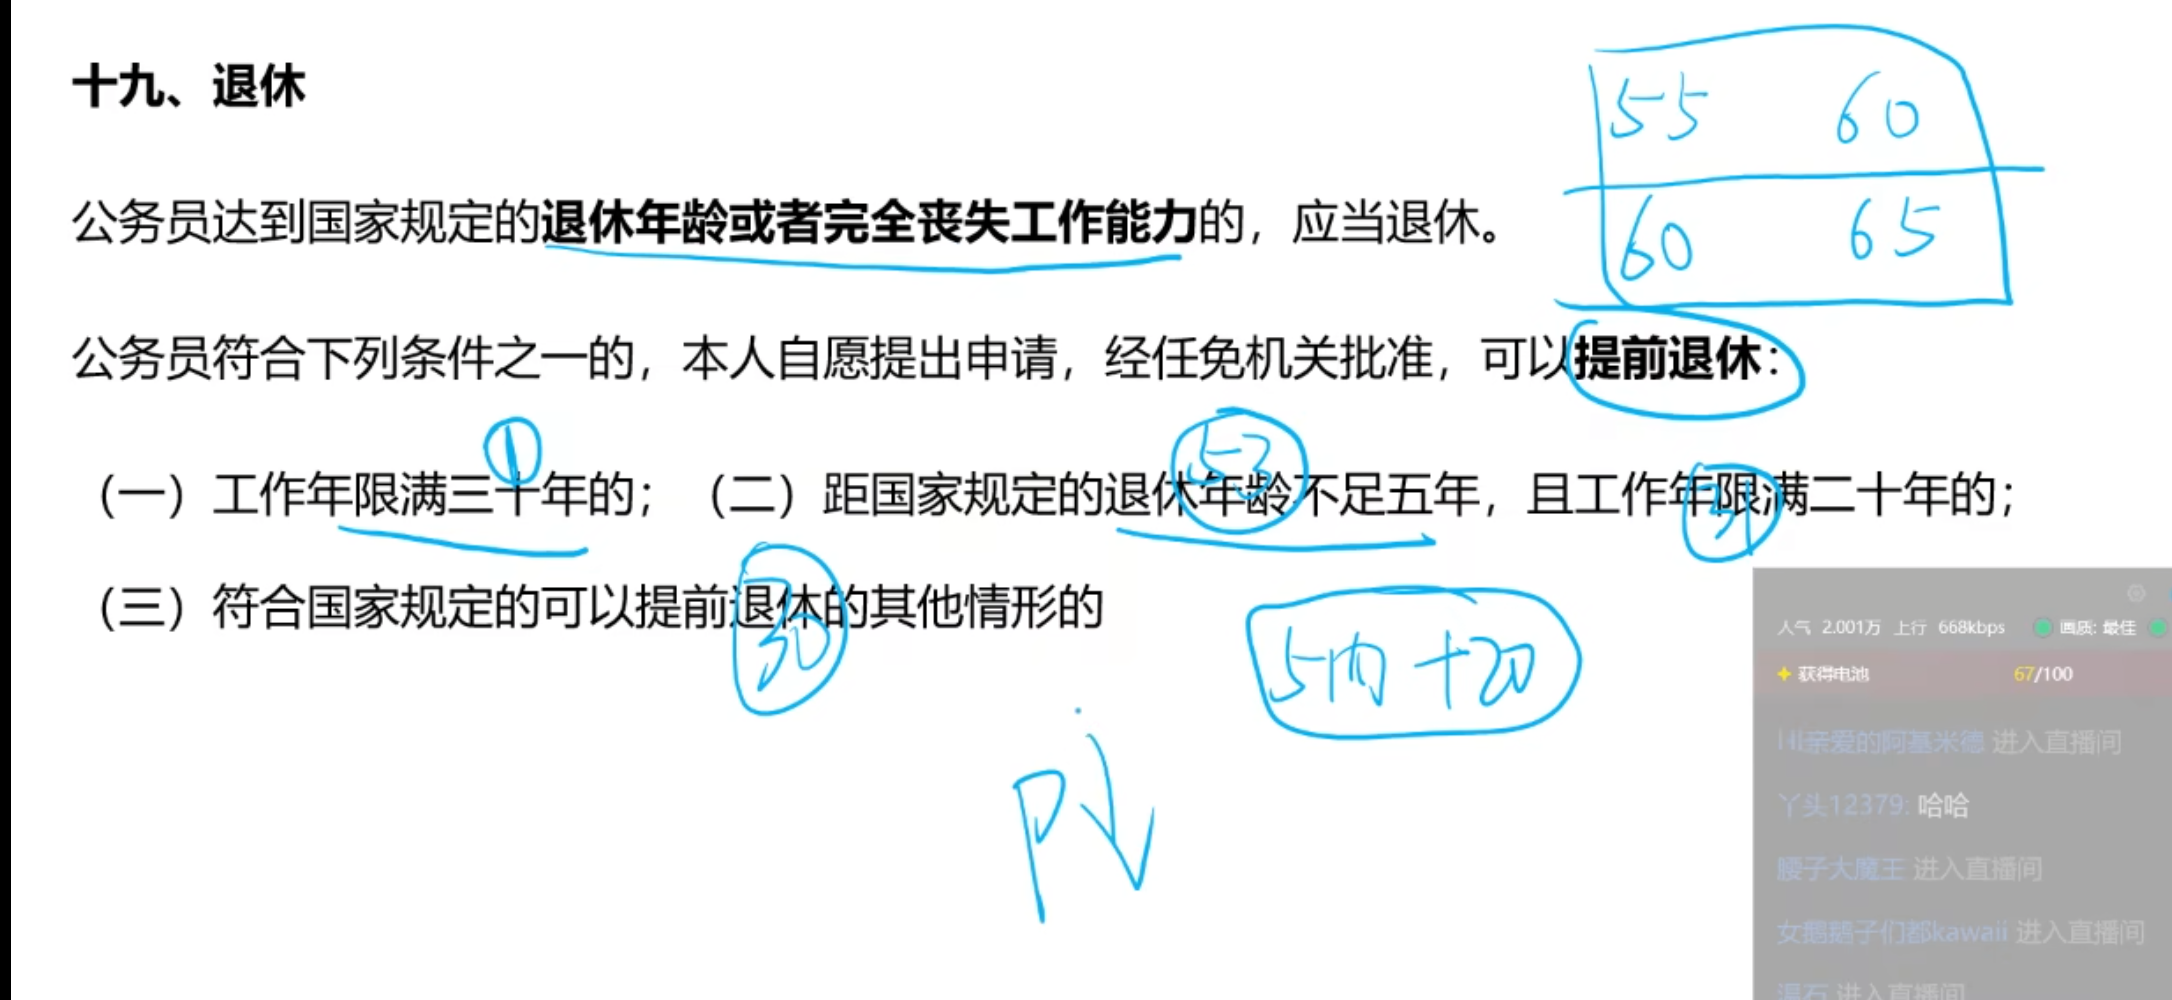 十九、退休
55 60
公务员达到国家规定的退休年龄或者完全丧失工作能力的，应当退休。
60 65
公务员符合下列条件之一的，本人自愿提出申请，经任免机关批准，可以提前退休：
① 53
（一）工作年限满三十年的；（二）距国家规定的退休年龄不足五年，且工作年限满二十年的；
31
（三）符合国家规定的可以提前退休的其他情形的
30
5内+20
人气 2.001万 上行 668kbps 画质: 最佳
获得电池 67/100
亲爱的阿基米德 进入直播间
丫头12379: 哈哈
腰子大魔王 进入直播间
女鹅鹅子们都kawaii 进入直播间
进入直播间